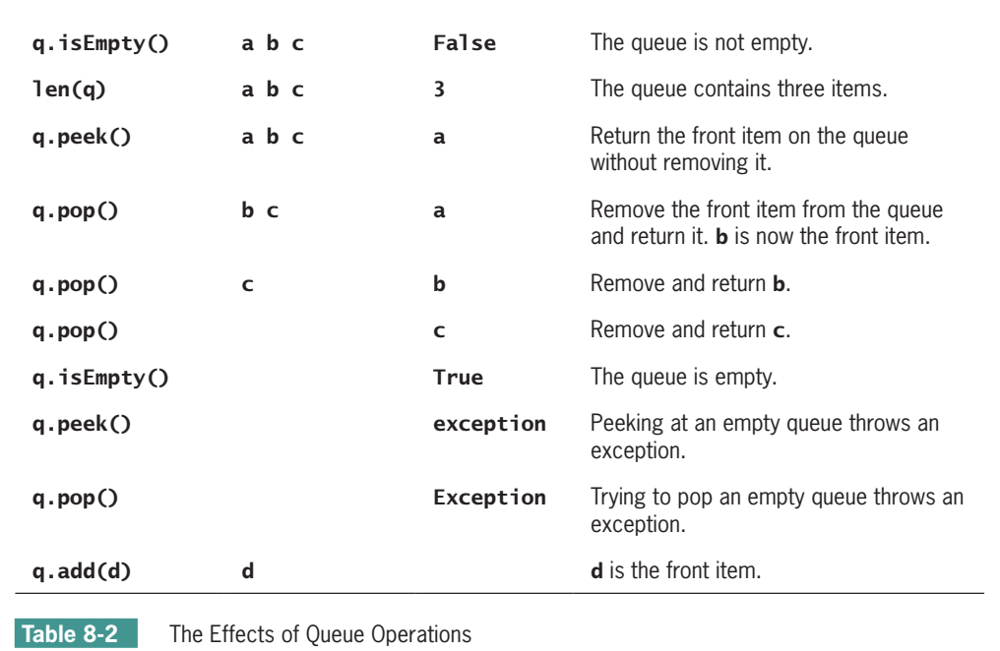 q.isEmpty() a b c False The queue is not empty.
len(q) a b c 3 The queue contains three items.
q.peek() a b c a Return the front item on the queue
without removing it.
q.pop() b c a Remove the front item from the queue
and return it. b is now the front item.
q.pop() c b Remove and return b.
q.pop() c Remove and return c.
q.isEmpty() True The queue is empty.
q.peek() exception Peeking at an empty queue throws an
exception.
q.pop() Exception Trying to pop an empty queue throws an
exception.
q.add(d) d d is the front item.
Table 8-2 The Effects of Queue Operations